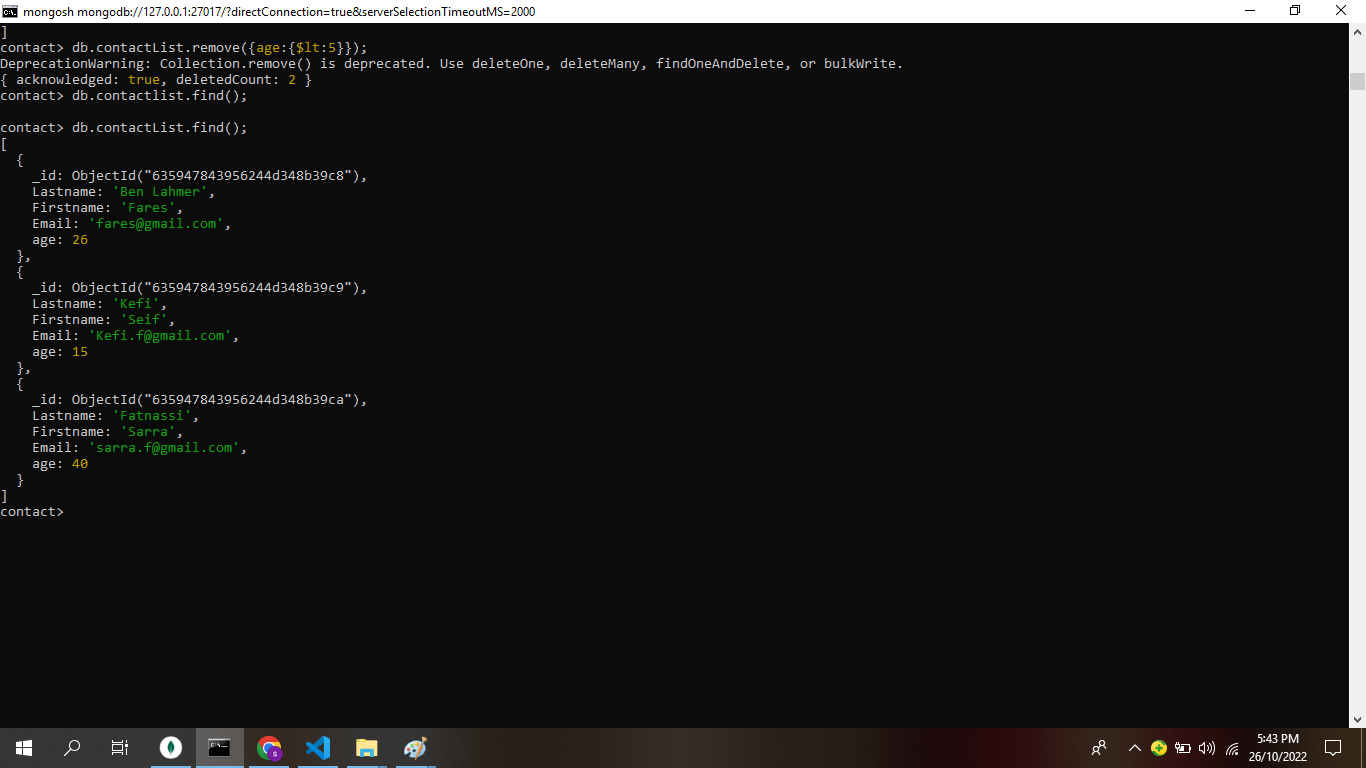 mongosh mongodb://127.0.0.1:27017/?directConnection=true&serverSelectionTimeoutMS=2000
]
contact> db.contactList.remove({age:{$lt:5}});
DeprecationWarning: Collection.remove() is deprecated. Use deleteOne, deleteMany, findOneAndDelete, or bulkWrite.
{ acknowledged: true, deletedCount: 2 }
contact> db.contactlist.find();

contact> db.contactList.find();
[
  {
    _id: ObjectId("635947843956244d348b39c8"),
    Lastname: 'Ben Lahmer',
    Firstname: 'Fares',
    Email: 'fares@gmail.com',
    age: 26
  },
  {
    _id: ObjectId("635947843956244d348b39c9"),
    Lastname: 'Kefi',
    Firstname: 'Seif',
    Email: 'Kefi.f@gmail.com',
    age: 15
  },
  {
    _id: ObjectId("635947843956244d348b39ca"),
    Lastname: 'Fatnassi',
    Firstname: 'Sarra',
    Email: 'sarra.f@gmail.com',
    age: 40
  }
]
contact>
5:43 PM
26/10/2022